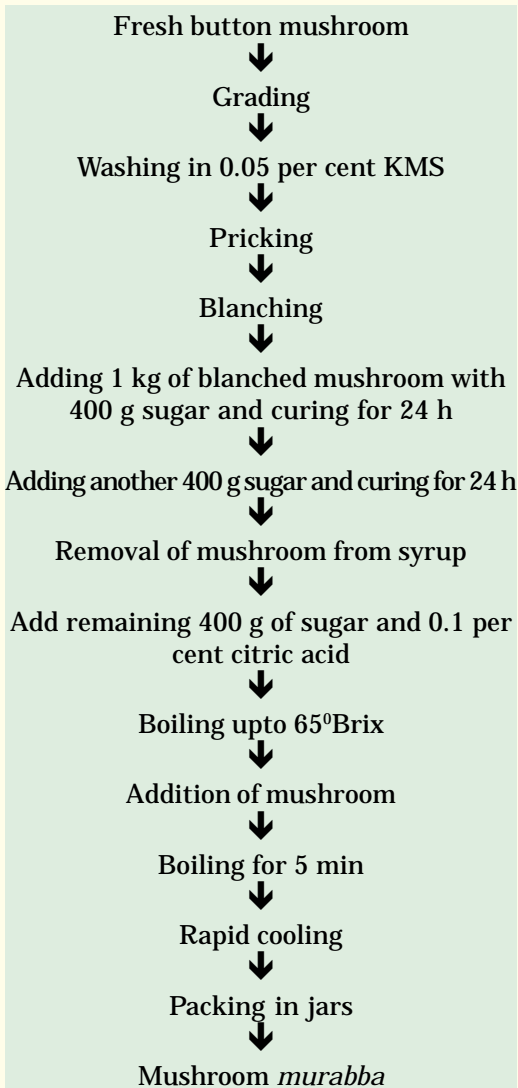 Fresh button mushroom
Grading
Washing in 0.05 per cent KMS
Pricking
Blanching
Adding 1 kg of blanched mushroom with
400 g sugar and curing for 24 h
Adding another 400 g sugar and curing for 24 h
Removal of mushroom from syrup
Add remaining 400 g of sugar and 0.1 per
cent citric acid
Boiling upto 65⁰Brix
Addition of mushroom
Boiling for 5 min
Rapid cooling
Packing in jars
Mushroom murabba